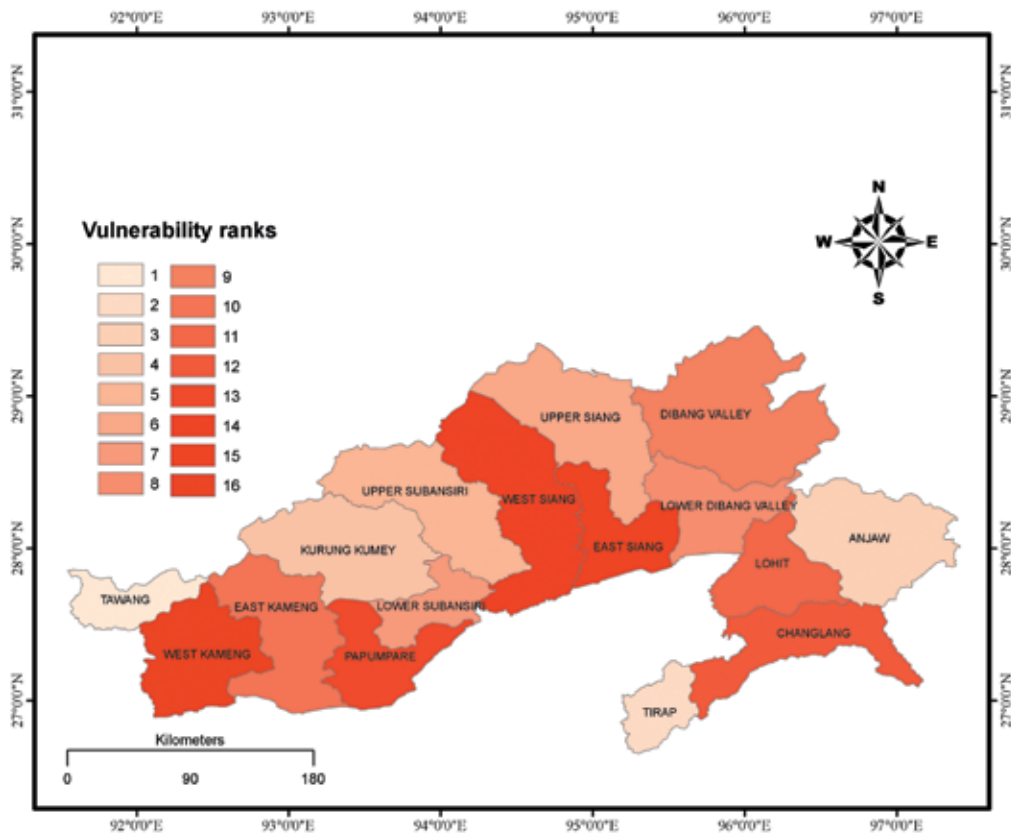 92°0'0"E 93°0'0"E 94°0'0"E 95°0'0"E 96°0'0"E 97°0'0"E
31°0'0"N 31°0'0"N
30°0'0"N 30°0'0"N
29°0'0"N 29°0'0"N
28°0'0"N 28°0'0"N
27°0'0"N 27°0'0"N
N
W E
S
Vulnerability ranks
1 9
2 10
3 11
4 12
5 13
6 14
7 15
8 16
UPPER SIANG
DIBANG VALLEY
UPPER SUBANSIRI
WEST SIANG
LOWER DIBANG VALLEY
KURUNG KUMEY
EAST SIANG
ANJAW
LOHIT
TAWANG
EAST KAMENG
LOWER SUBANSIRI
CHANGLANG
WEST KAMENG
PAPUMPARE
TIRAP
Kilometers
0 90 180
92°0'0"E 93°0'0"E 94°0'0"E 95°0'0"E 96°0'0"E 97°0'0"E